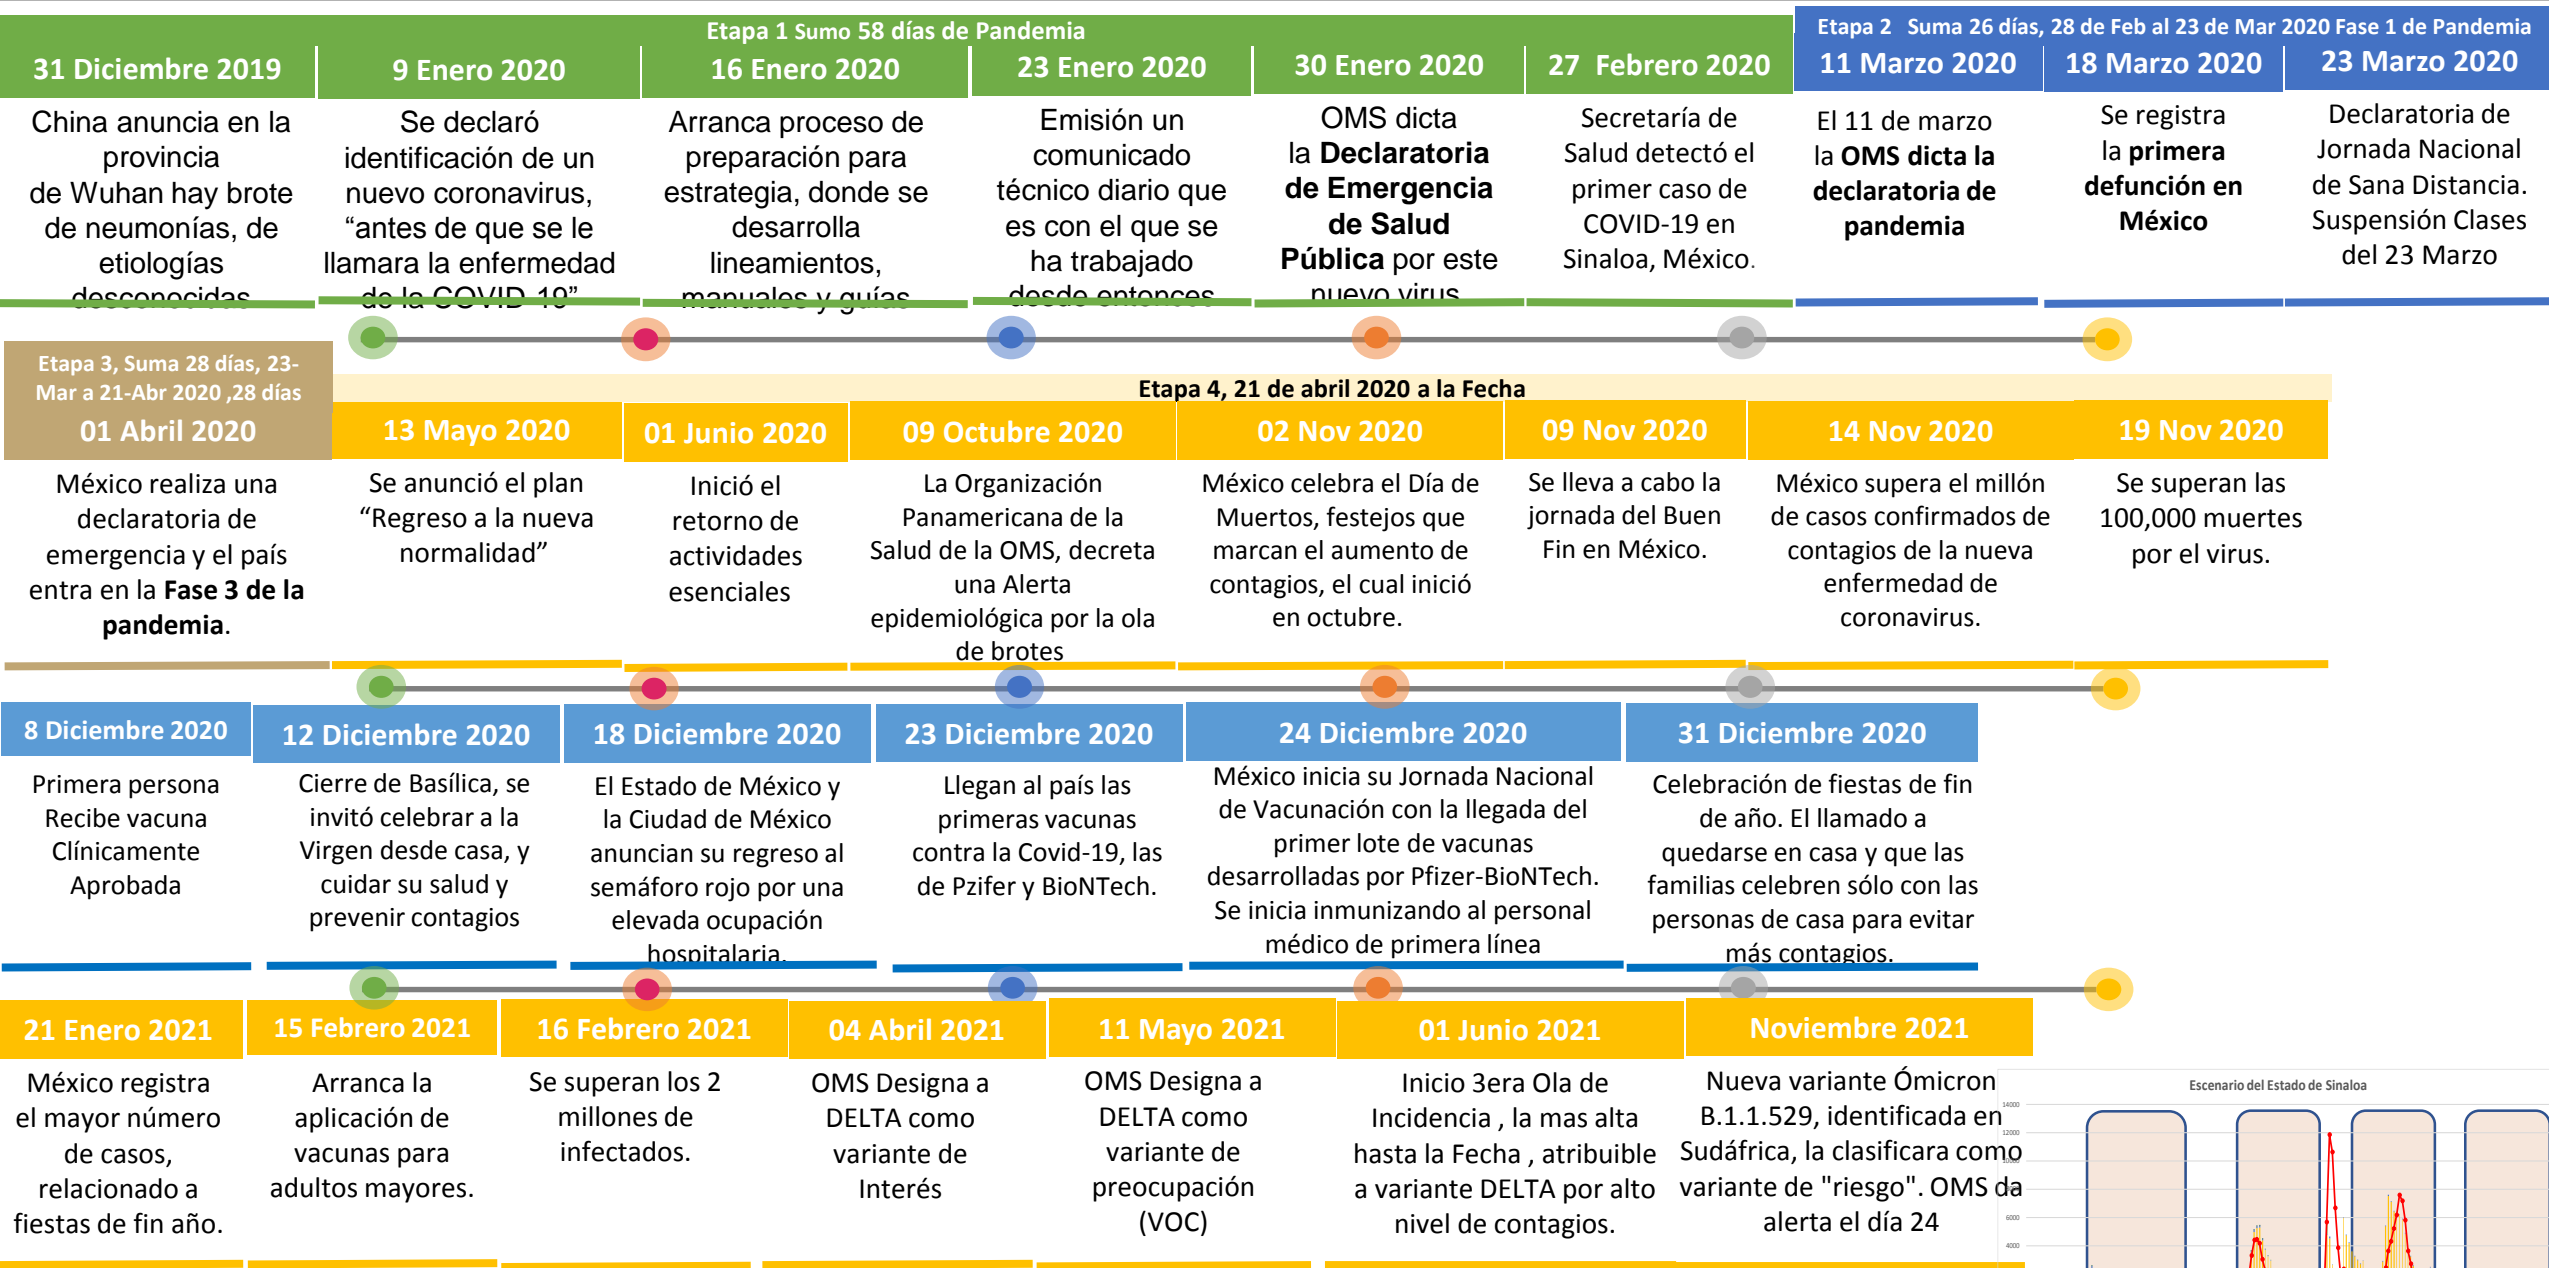 Etapa 1 Sumo 58 días de Pandemia
Etapa 2 Suma 26 días, 28 de Feb al 23 de Mar 2020 Fase 1 de Pandemia
31 Diciembre 2019
China anuncia en la
provincia
de Wuhan hay brote
de neumonías, de
etiologías
desconocidas
9 Enero 2020
Se declaró
identificación de un
nuevo coronavirus,
“antes de que se le
llamara la enfermedad
de la COVID-19”
16 Enero 2020
Arranca proceso de
preparación para
estrategia, donde se
desarrolla
lineamientos,
manuales y guías
23 Enero 2020
Emisión un
comunicado
técnico diario que
es con el que se
ha trabajado
desde entonces
30 Enero 2020
OMS dicta
la Declaratoria
de Emergencia
de Salud
Pública por este
nuevo virus
27 Febrero 2020
Secretaría de
Salud detectó el
primer caso de
COVID-19 en
Sinaloa, México.
11 Marzo 2020
El 11 de marzo
la OMS dicta la
declaratoria de
pandemia
18 Marzo 2020
Se registra
la primera
defunción en
México
23 Marzo 2020
Declaratoria de
Jornada Nacional
de Sana Distancia.
Suspensión Clases
del 23 Marzo
Etapa 3, Suma 28 días, 23-
Mar a 21-Abr 2020 ,28 días
Etapa 4, 21 de abril 2020 a la Fecha
01 Abril 2020
México realiza una
declaratoria de
emergencia y el país
entra en la Fase 3 de la
pandemia.
13 Mayo 2020
Se anunció el plan
“Regreso a la nueva
normalidad”
01 Junio 2020
Inició el
retorno de
actividades
esenciales
09 Octubre 2020
La Organización
Panamericana de la
Salud de la OMS, decreta
una Alerta
epidemiológica por la ola
de brotes
02 Nov 2020
México celebra el Día de
Muertos, festejos que
marcan el aumento de
contagios, el cual inició
en octubre.
09 Nov 2020
Se lleva a cabo la
jornada del Buen
Fin en México.
14 Nov 2020
México supera el millón
de casos confirmados de
contagios de la nueva
enfermedad de
coronavirus.
19 Nov 2020
Se superan las
100,000 muertes
por el virus.
8 Diciembre 2020
Primera persona
Recibe vacuna
Clínicamente
Aprobada
12 Diciembre 2020
Cierre de Basílica, se
invitó celebrar a la
Virgen desde casa, y
cuidar su salud y
prevenir contagios
18 Diciembre 2020
El Estado de México y
la Ciudad de México
anuncian su regreso al
semáforo rojo por una
elevada ocupación
hospitalaria.
23 Diciembre 2020
Llegan al país las
primeras vacunas
contra la Covid-19, las
de Pzifer y BioNTech.
24 Diciembre 2020
México inicia su Jornada Nacional
de Vacunación con la llegada del
primer lote de vacunas
desarrolladas por Pfizer-BioNTech.
Se inicia inmunizando al personal
médico de primera línea
31 Diciembre 2020
Celebración de fiestas de fin
de año. El llamado a
quedarse en casa y que las
familias celebren sólo con las
personas de casa para evitar
más contagios.
21 Enero 2021
México registra
el mayor número
de casos,
relacionado a
fiestas de fin año.
15 Febrero 2021
Arranca la
aplicación de
vacunas para
adultos mayores.
16 Febrero 2021
Se superan los 2
millones de
infectados.
04 Abril 2021
OMS Designa a
DELTA como
variante de
Interés
11 Mayo 2021
OMS Designa a
DELTA como
variante de
preocupación
(VOC)
01 Junio 2021
Inicio 3era Ola de
Incidencia , la mas alta
hasta la Fecha , atribuible
a variante DELTA por alto
nivel de contagios.
Noviembre 2021
Nueva variante Ómicron
B.1.1.529, identificada en
Sudáfrica, la clasificara como
variante de "riesgo". OMS da
alerta el día 24
Escenario del Estado de Sinaloa
14000
12000
6000
4000